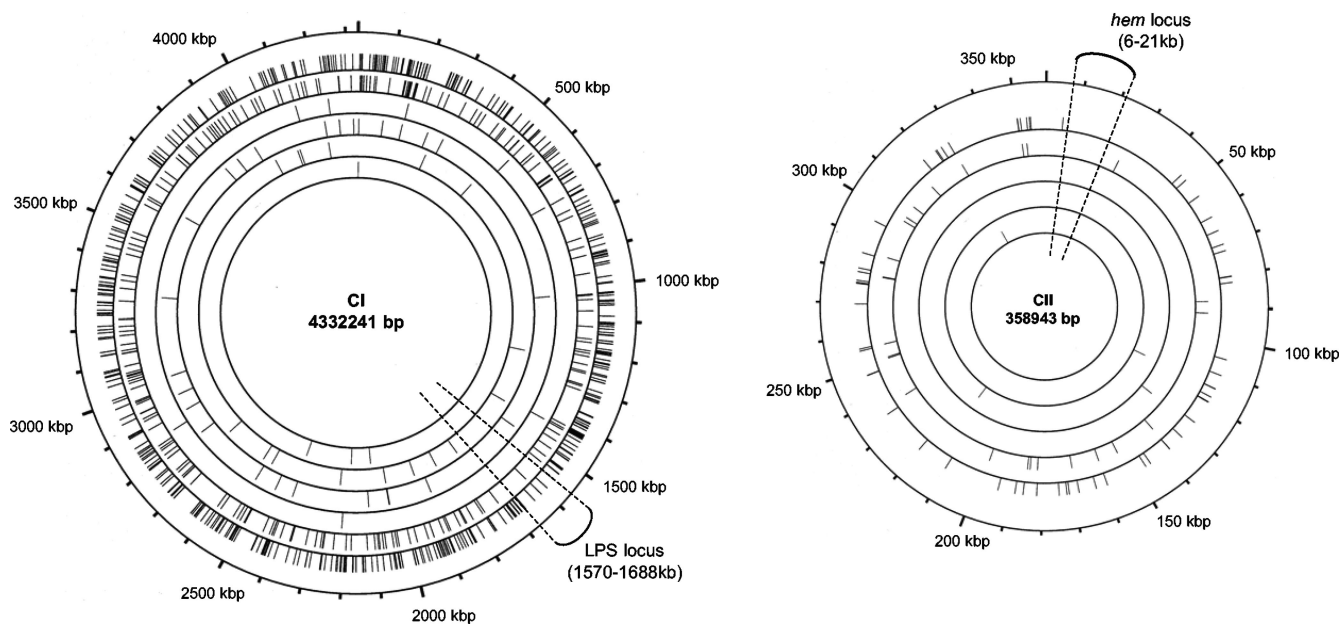 4000 kbp
500 kbp
3500 kbp
1000 kbp
CI
4332241 bp
3000 kbp
1500 kbp
LPS locus
(1570-1688kb)
2500 kbp
2000 kbp
hem locus
(6-21kb)
350 kbp
50 kbp
300 kbp
CII
358943 bp
100 kbp
250 kbp
150 kbp
200 kbp